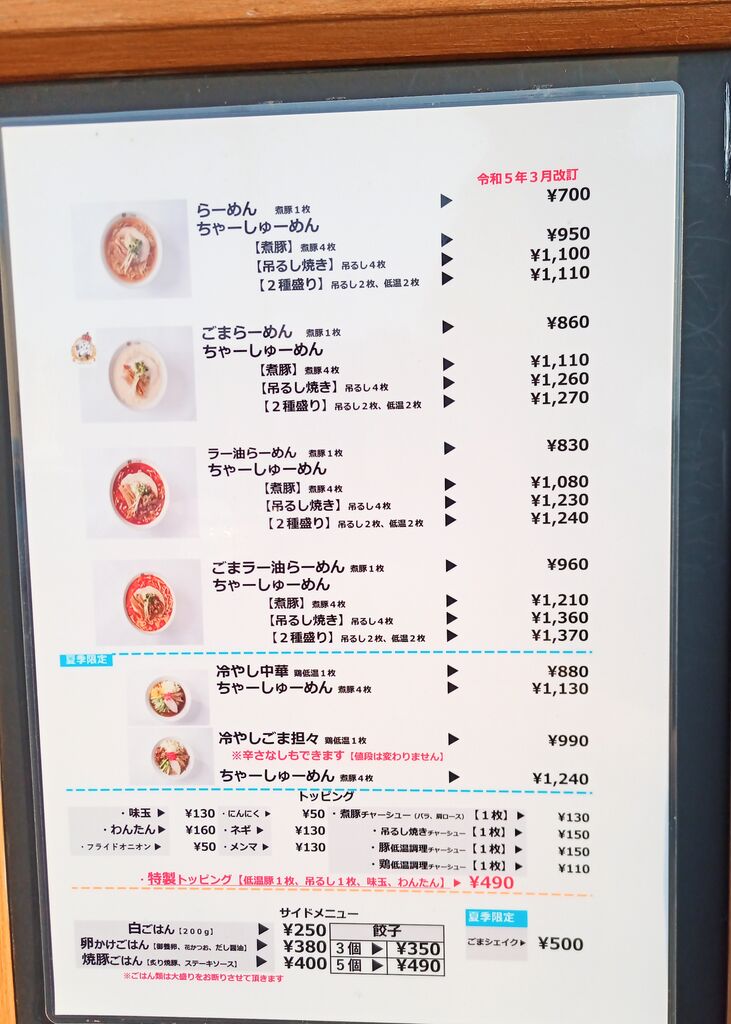 令和５年３月改訂
らーめん 煮豚１枚 ▶ ¥700
ちゃーしゅーめん
【煮豚】煮豚４枚 ▶ ¥950
【吊るし焼き】吊るし４枚 ▶ ¥1,100
【２種盛り】吊るし２枚、低温２枚 ▶ ¥1,110
ごまらーめん 煮豚１枚 ▶ ¥860
ちゃーしゅーめん
【煮豚】煮豚４枚 ▶ ¥1,110
【吊るし焼き】吊るし４枚 ▶ ¥1,260
【２種盛り】吊るし２枚、低温２枚 ▶ ¥1,270
ラー油らーめん 煮豚１枚 ▶ ¥830
ちゃーしゅーめん
【煮豚】煮豚４枚 ▶ ¥1,080
【吊るし焼き】吊るし４枚 ▶ ¥1,230
【２種盛り】吊るし２枚、低温２枚 ▶ ¥1,240
ごまラー油らーめん 煮豚１枚 ▶ ¥960
ちゃーしゅーめん
【煮豚】煮豚４枚 ▶ ¥1,210
【吊るし焼き】吊るし４枚 ▶ ¥1,360
【２種盛り】吊るし２枚、低温２枚 ▶ ¥1,370
夏季限定
冷やし中華 鶏低温１枚 ▶ ¥880
ちゃーしゅーめん 煮豚４枚 ▶ ¥1,130
冷やしごま担々 鶏低温１枚 ▶ ¥990
※辛さなしもできます【値段は変わりません】
ちゃーしゅーめん 煮豚４枚 ▶ ¥1,240
トッピング
・味玉 ▶ ¥130 ・にんにく ▶ ¥50 ・煮豚チャーシュー（バラ、肩ロース）【１枚】▶ ¥130
・わんたん ▶ ¥160 ・ネギ ▶ ¥130 ・吊るし焼きチャーシュー【１枚】▶ ¥150
・フライドオニオン ▶ ¥50 ・メンマ ▶ ¥130 ・豚低温調理チャーシュー【１枚】▶ ¥150
・鶏低温調理チャーシュー【１枚】▶ ¥110
・特製トッピング【低温豚１枚、吊るし１枚、味玉、わんたん】▶ ¥490
サイドメニュー
白ごはん【２００g】 ▶ ¥250
卵かけごはん【御養卵、花かつお、だし醤油】 ▶ ¥380
焼豚ごはん【炙り焼豚、ステーキソース】 ▶ ¥400
※ごはん類は大盛りをお断りさせて頂きます
餃子
３個 ▶ ¥350
５個 ▶ ¥490
夏季限定
ごまシェイク ▶ ¥500